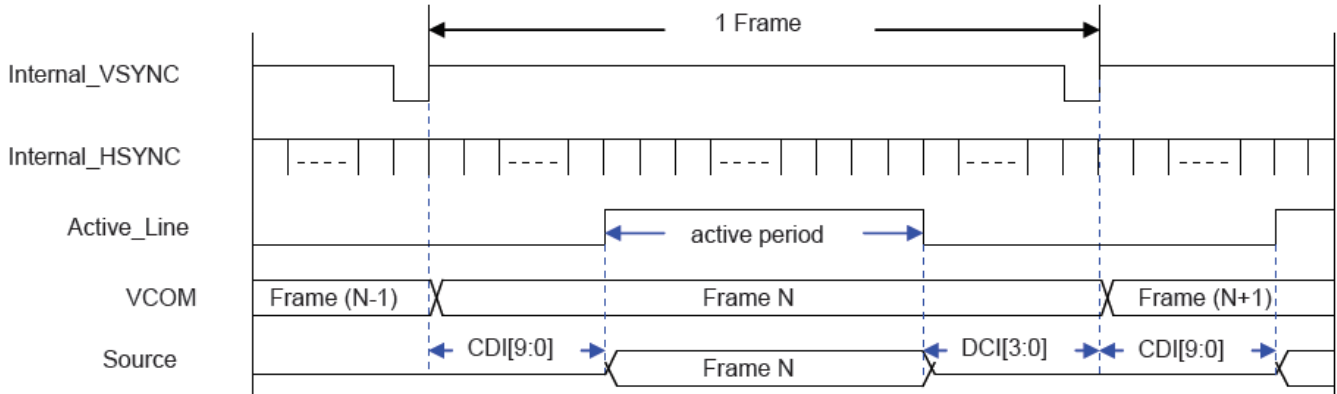 1 Frame
Internal_VSYNC
Internal_HSYNC
Active_Line
active period
VCOM
Frame (N-1)
Frame N
Frame (N+1)
Source
CDI[9:0]
Frame N
DCI[3:0]
CDI[9:0]